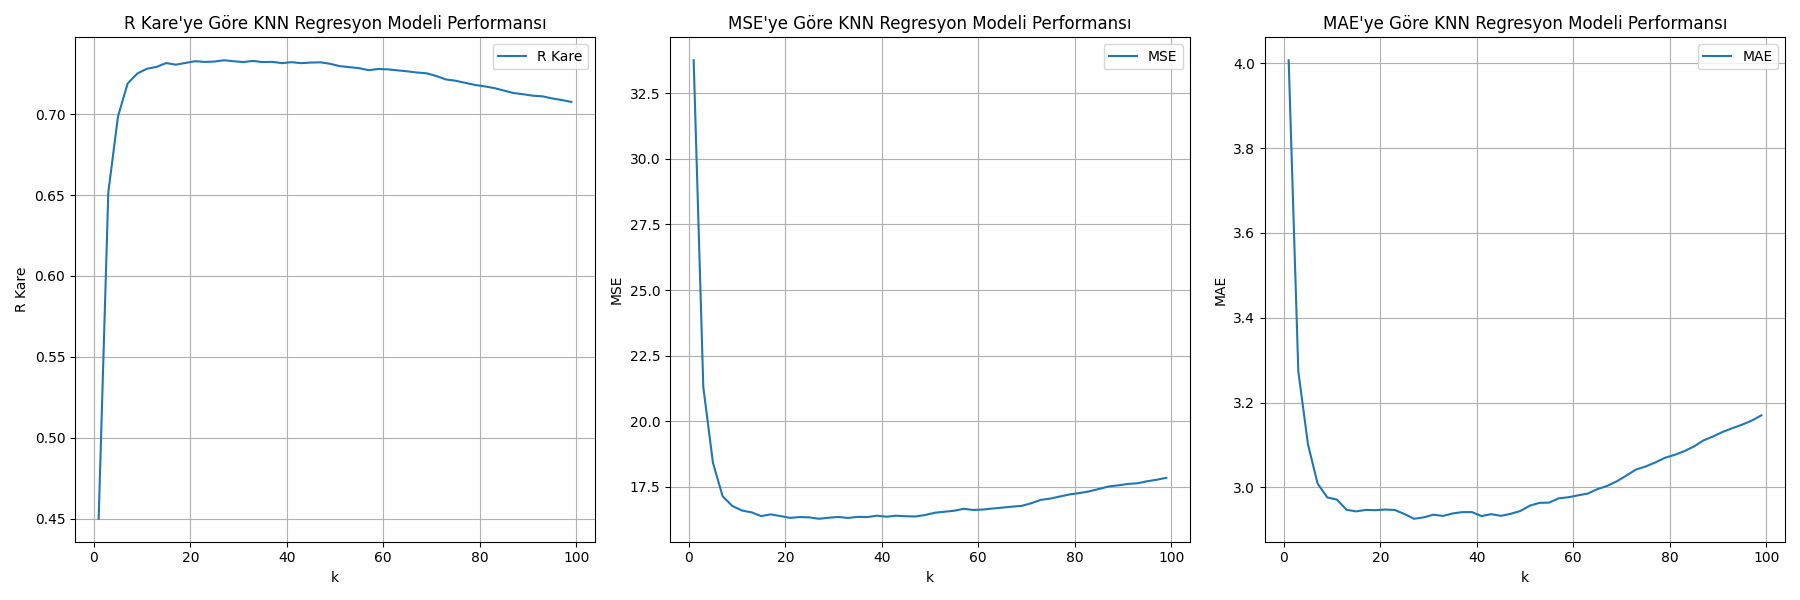 R Kare'ye Göre KNN Regresyon Modeli Performansı
R Kare
0.70
0.65
0.60
0.55
0.50
0.45
R Kare
0 20 40 60 80 100
k
MSE'ye Göre KNN Regresyon Modeli Performansı
MSE
32.5
30.0
27.5
25.0
22.5
20.0
17.5
MSE
0 20 40 60 80 100
k
MAE'ye Göre KNN Regresyon Modeli Performansı
MAE
4.0
3.8
3.6
3.4
3.2
3.0
MAE
0 20 40 60 80 100
k